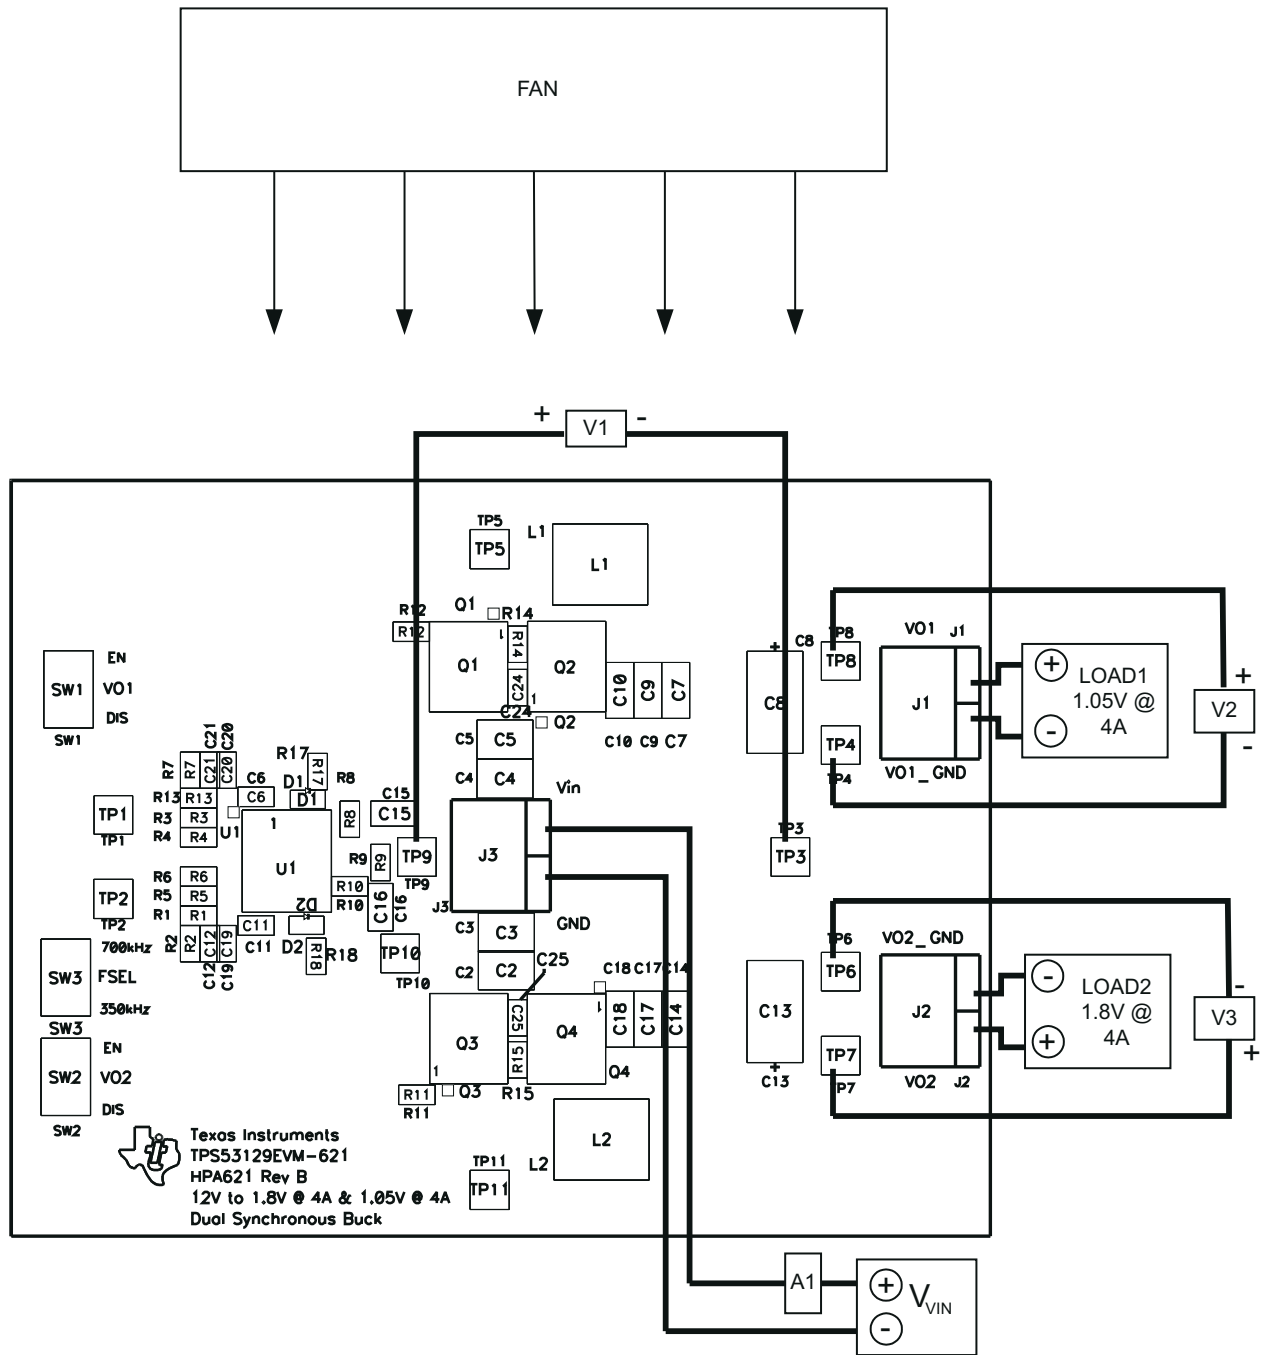 FAN
+ V1 -
TP5
TP5
L1
L1
R12
R12
Q1
R14
1
Q1
R14
C24
C24
Q2
1
Q2
C10
C9
C7
C10 C9 C7
C8
+
C8
TP8
TP8
TP4
TP4
VO1 J1
J1
VO1_GND
+
-
LOAD1
1.05V @
4A
+
V2
-
SW1
EN
VO1
DIS
SW1
C5 C5
C4 C4
Vin
C21
C20
R7
R7
C21
C20
C6
C6
R17
R17
D1
D1
R8
R8
C15
C15
R13 R13
R3 R3
R4 R4
U1
1
U1
TP1
TP1
R9
R9
TP9
TP9
J3
J3
TP3
TP3
R6 R6
R5 R5
R1 R1
R2
R2
C12
C19
C12
C19
TP2
TP2
R10
R10
C16
C16
C11
C11
D2
D2
R18
R18
TP10
TP10
C3 C3
C2 C2
GND
C25
SW3
700kHz
FSEL
350kHz
SW3
C18 C17 C14
C18
C17
C14
Q3
1
Q3
C25
R15
R15
Q4
1
Q4
R11
R11
C13
+
C13
TP6
TP6
TP7
TP7
VO2_GND
J2
VO2 J2
-
+
LOAD2
1.8V @
4A
-
V3
+
SW2
EN
VO2
DIS
SW2
L2
L2
TP11
TP11
Texas Instruments
TPS53129EVM-621
HPA621 Rev B
12V to 1.8V @ 4A & 1.05V @ 4A
Dual Synchronous Buck
A1
+
-
VVIN